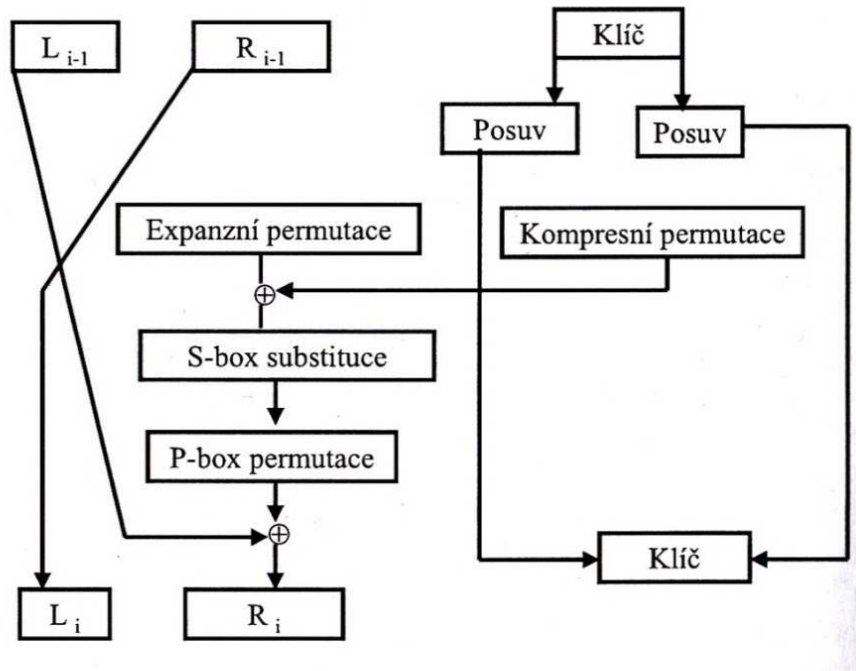 L i-1
R i-1
Klíč
Posuv
Posuv
Expanzní permutace
Kompresní permutace
⊕
S-box substituce
P-box permutace
⊕
Klíč
L i
R i